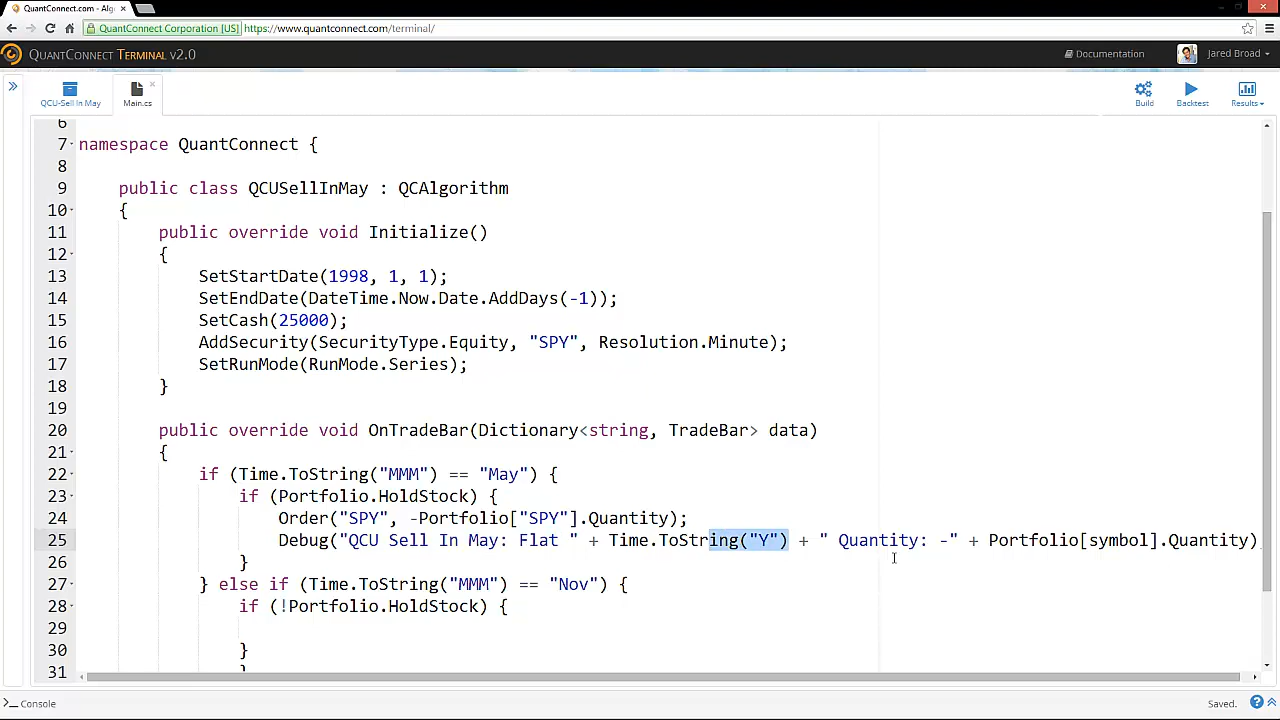 QuantConnect.com - Alg
QuantConnect Corporation [US] https://www.quantconnect.com/terminal/
QUANTCONNECT TERMINAL V2.0
Documentation
Jared Broad
QCU-Sell In May
Main.cs
Build
Backtest
Results
6
7 namespace QuantConnect {
8
9 public class QCUSellInMay : QCAlgorithm
10 {
11 public override void Initialize()
12 {
13 SetStartDate(1998, 1, 1);
14 SetEndDate(DateTime.Now.Date.AddDays(-1));
15 SetCash(25000);
16 AddSecurity(SecurityType.Equity, "SPY", Resolution.Minute);
17 SetRunMode(RunMode.Series);
18 }
19
20 public override void OnTradeBar(Dictionary<string, TradeBar> data)
21 {
22 if (Time.ToString("MMM") == "May") {
23 if (Portfolio.HoldStock) {
24 Order("SPY", -Portfolio["SPY"].Quantity);
25 Debug("QCU Sell In May: Flat " + Time.ToString("Y") + " Quantity: -" + Portfolio[symbol].Quantity)
26 }
27 } else if (Time.ToString("MMM") == "Nov") {
28 if (!Portfolio.HoldStock) {
29
30 }
31 }
Console
Saved.